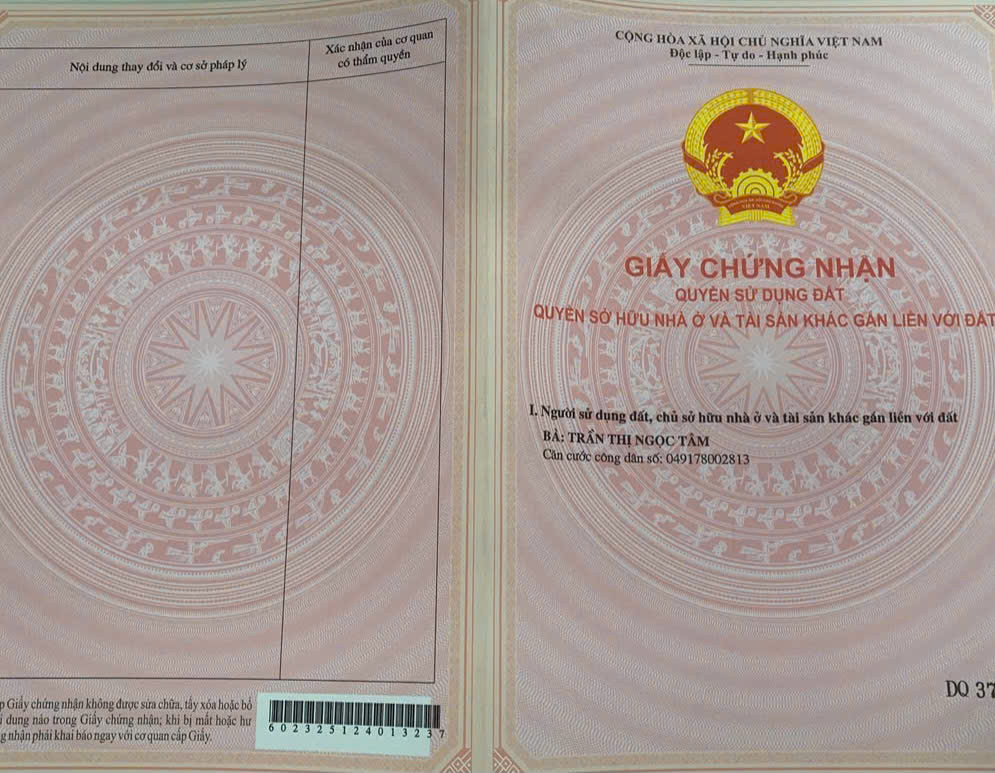 Nội dung thay đổi và cơ sở pháp lý
Xác nhận của cơ quan
có thẩm quyền
p Giấy chứng nhận không được sửa chữa, tẩy xóa hoặc bổ
i dung nào trong Giấy chứng nhận; khi bị mất hoặc hư
g nhận phải khai báo ngay với cơ quan cấp Giấy.
602325124013237
CỘNG HÒA XÃ HỘI CHỦ NGHĨA VIỆT NAM
Độc lập - Tự do - Hạnh phúc
VIỆT NAM
GIẤY CHỨNG NHẬN
QUYỀN SỬ DỤNG ĐẤT
QUYỀN SỞ HỮU NHÀ Ở VÀ TÀI SẢN KHÁC GẮN LIỀN VỚI ĐẤT
I. Người sử dụng đất, chủ sở hữu nhà ở và tài sản khác gắn liền với đất
BÀ: TRẦN THỊ NGỌC TÂM
Căn cước công dân số: 049178002813
DQ 37